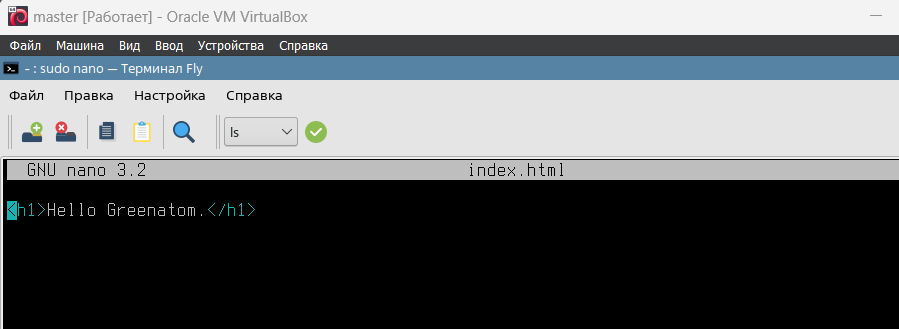 master [Работает] - Oracle VM VirtualBox
Файл Машина Вид Ввод Устройства Справка
- : sudo nano — Терминал Fly
Файл Правка Настройка Справка
ls
GNU nano 3.2 index.html
<h1>Hello Greenatom.</h1>